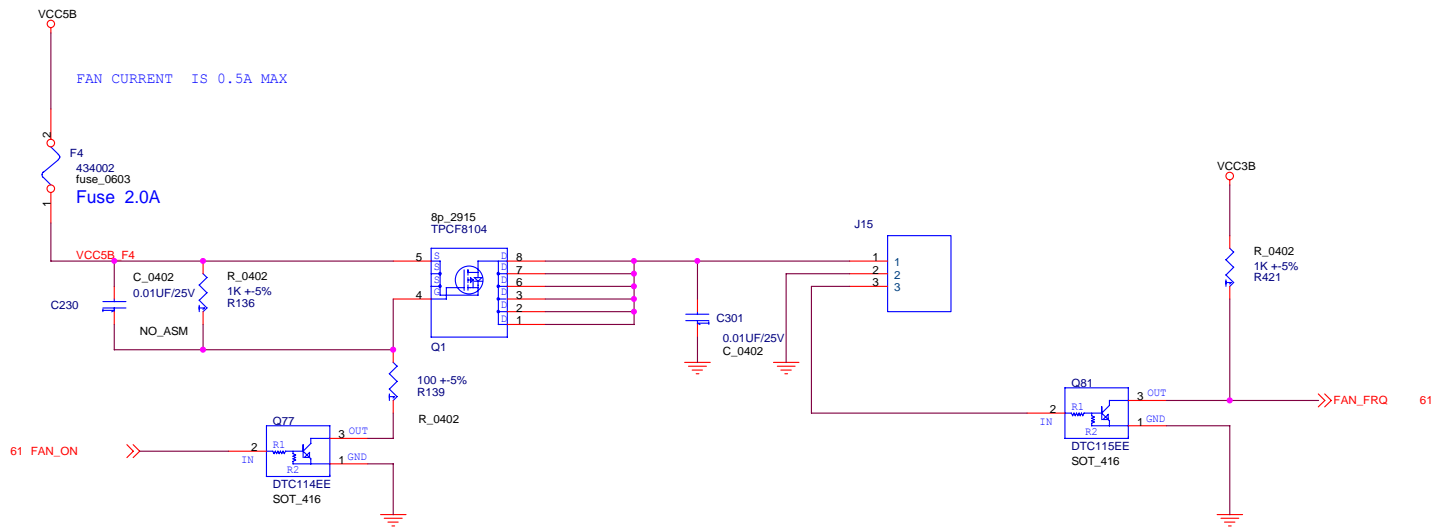 VCC5B
FAN CURRENT IS 0.5A MAX
2
F4
434002
fuse_0603
Fuse 2.0A
1
VCC3B
8p_2915
TPCF8104
J15
VCC5B_F4
C_0402
0.01UF/25V
C230
R_0402
1K +-5%
R136
NO_ASM
5
4
S
S
S
G
D
D
D
D
D
D
8
7
6
3
2
1
Q1
C301
0.01UF/25V
C_0402
1
2
3
1
2
3
R_0402
1K +-5%
R421
100 +-5%
R139
R_0402
Q81
2
IN
R1
R2
3
OUT
1
GND
DTC115EE
SOT_416
FAN_FRQ 61
Q77
61 FAN_ON
2
IN
R1
R2
3
OUT
1
GND
DTC114EE
SOT_416